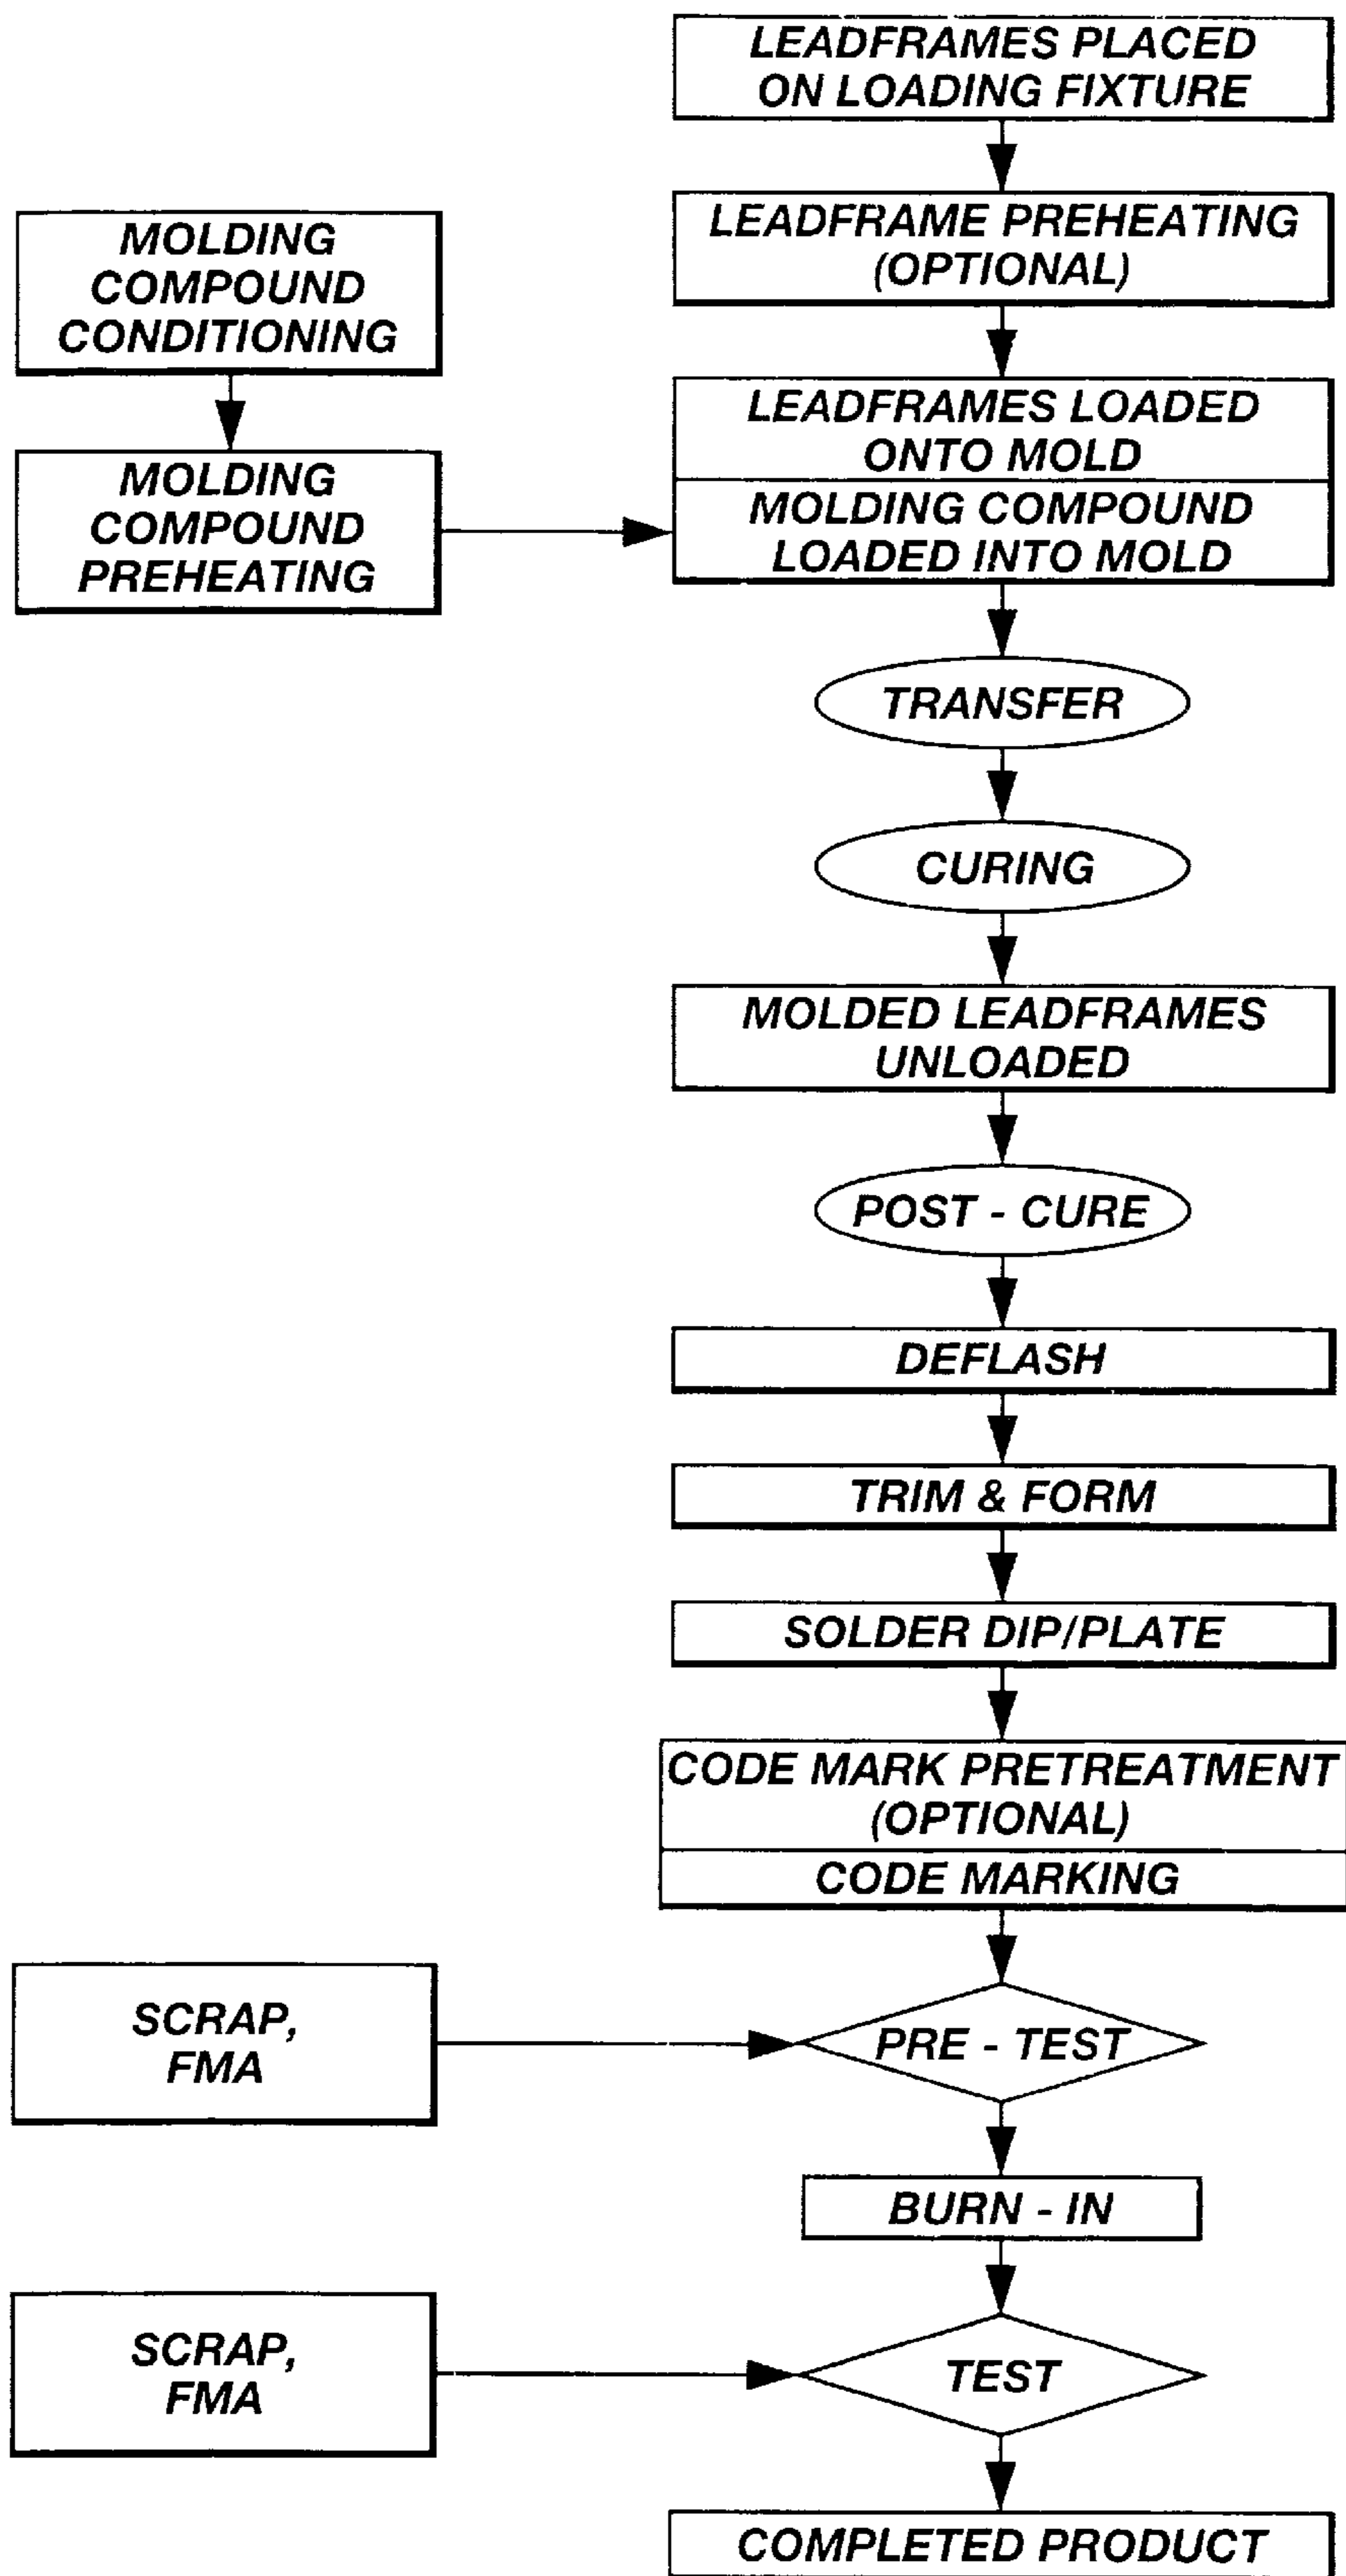 LEADFRAMES PLACED
ON LOADING FIXTURE
LEADFRAME PREHEATING
(OPTIONAL)
MOLDING
COMPOUND
CONDITIONING
LEADFRAMES LOADED
ONTO MOLD
MOLDING
COMPOUND
PREHEATING
MOLDING COMPOUND
LOADED INTO MOLD
TRANSFER
CURING
MOLDED LEADFRAMES
UNLOADED
POST - CURE
DEFLASH
TRIM & FORM
SOLDER DIP/PLATE
CODE MARK PRETREATMENT
(OPTIONAL)
CODE MARKING
SCRAP,
FMA
PRE - TEST
BURN - IN
SCRAP,
FMA
TEST
COMPLETED PRODUCT